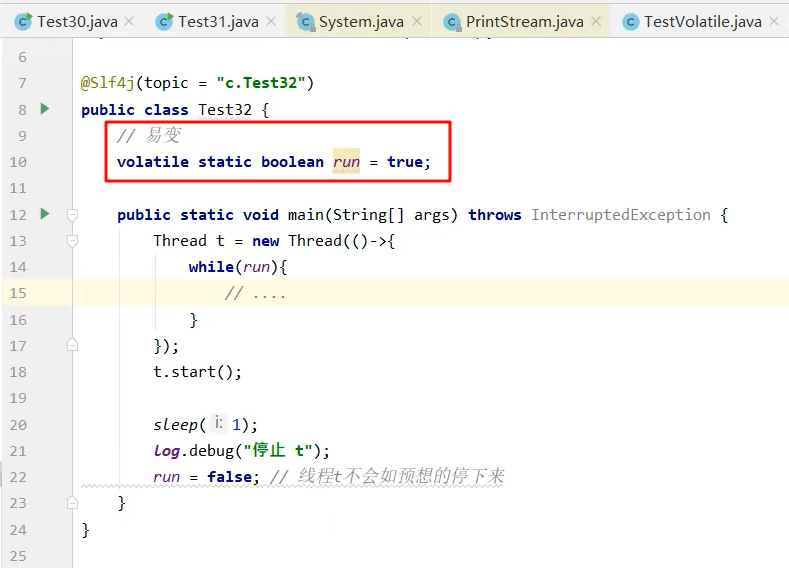 Test30.java × Test31.java × System.java × PrintStream.java × TestVolatile.java ×
6
7 @Slf4j(topic = "c.Test32")
8 public class Test32 {
9 // 易变
10 volatile static boolean run = true;
11
12 public static void main(String[] args) throws InterruptedException {
13 Thread t = new Thread(()->{
14 while(run){
15 // ....
16 }
17 });
18 t.start();
19
20 sleep( i: 1);
21 log.debug("停止 t");
22 run = false; // 线程t不会如预想的停下来
23 }
24 }
25